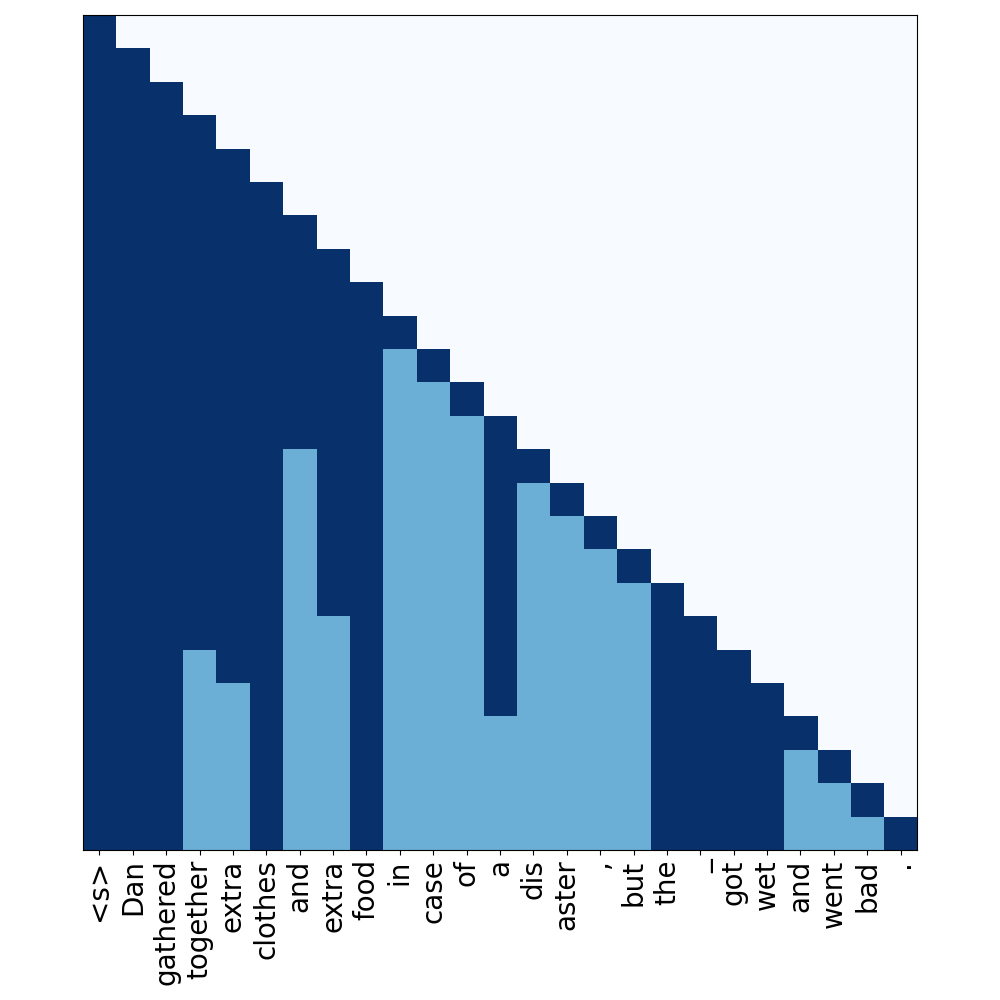 <s> Dan gathered together extra clothes and extra food in case of a dis aster , but the _ got wet and went bad .